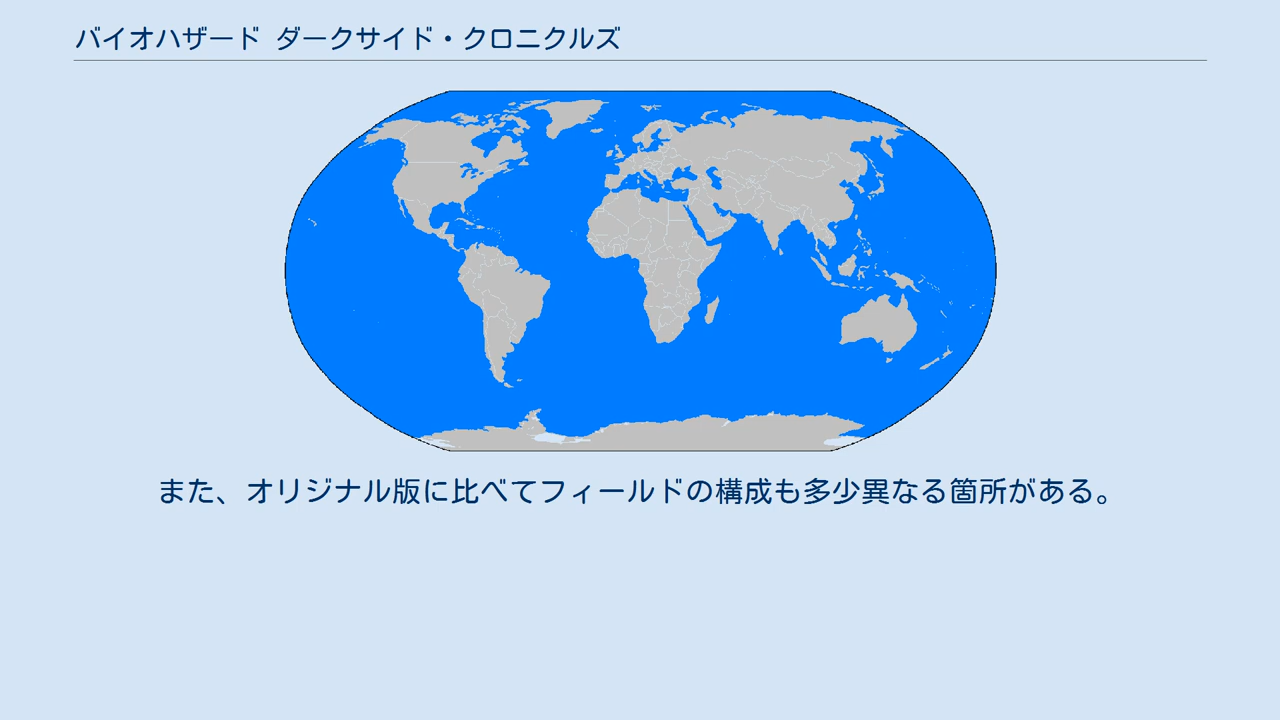 バイオハザード ダークサイド・クロニクルズ
また、オリジナル版に比べてフィールドの構成も多少異なる箇所がある。